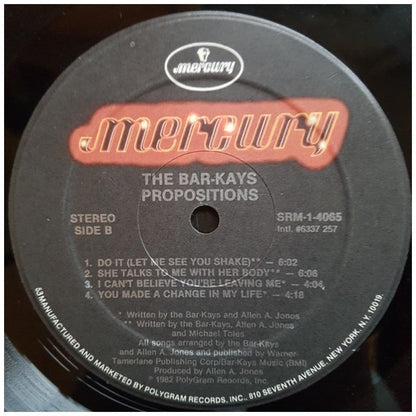 mercury
mercury
THE BAR-KAYS
PROPOSITIONS
STEREO
SIDE B
SRM-1-4065
Intl. #6337 257
1. DO IT (LET ME SEE YOU SHAKE)** – 6:02
2. SHE TALKS TO ME WITH HER BODY** – 6:06
3. I CAN'T BELIEVE YOU'RE LEAVING ME* – 4:04
4. YOU MADE A CHANGE IN MY LIFE* – 4:18
* Written by the Bar-Kays and Allen A. Jones
** Written by the Bar-Kays, Allen A. Jones
and Michael Toles
All songs arranged by the Bar-Kays
and Allen A. Jones and published by Warner-
Tamerlane Publishing Corp/Bar-Kays Music (BMI)
Produced by Allen A. Jones
℗ 1982 PolyGram Records, Inc.
MANUFACTURED AND MARKETED BY POLYGRAM RECORDS, INC., 810 SEVENTH AVENUE, NEW YORK, N.Y. 10019.